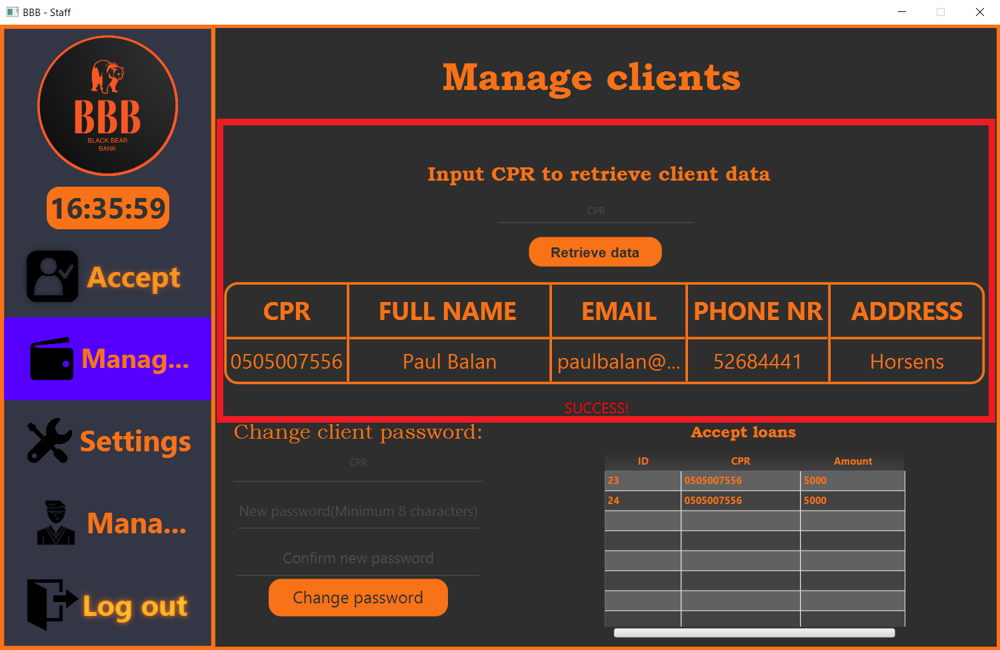 BBB - Staff
BBB
BLACK BEAR
BANK
16:35:59
Accept
Manag...
Settings
Mana...
Log out
Manage clients
Input CPR to retrieve client data
CPR
Retrieve data
CPR FULL NAME EMAIL PHONE NR ADDRESS
0505007556 Paul Balan paulbalan@... 52684441 Horsens
SUCCESS!
Change client password:
CPR
New password(Minimum 8 characters)
Confirm new password
Change password
Accept loans
ID CPR Amount
23 0505007556 5000
24 0505007556 5000